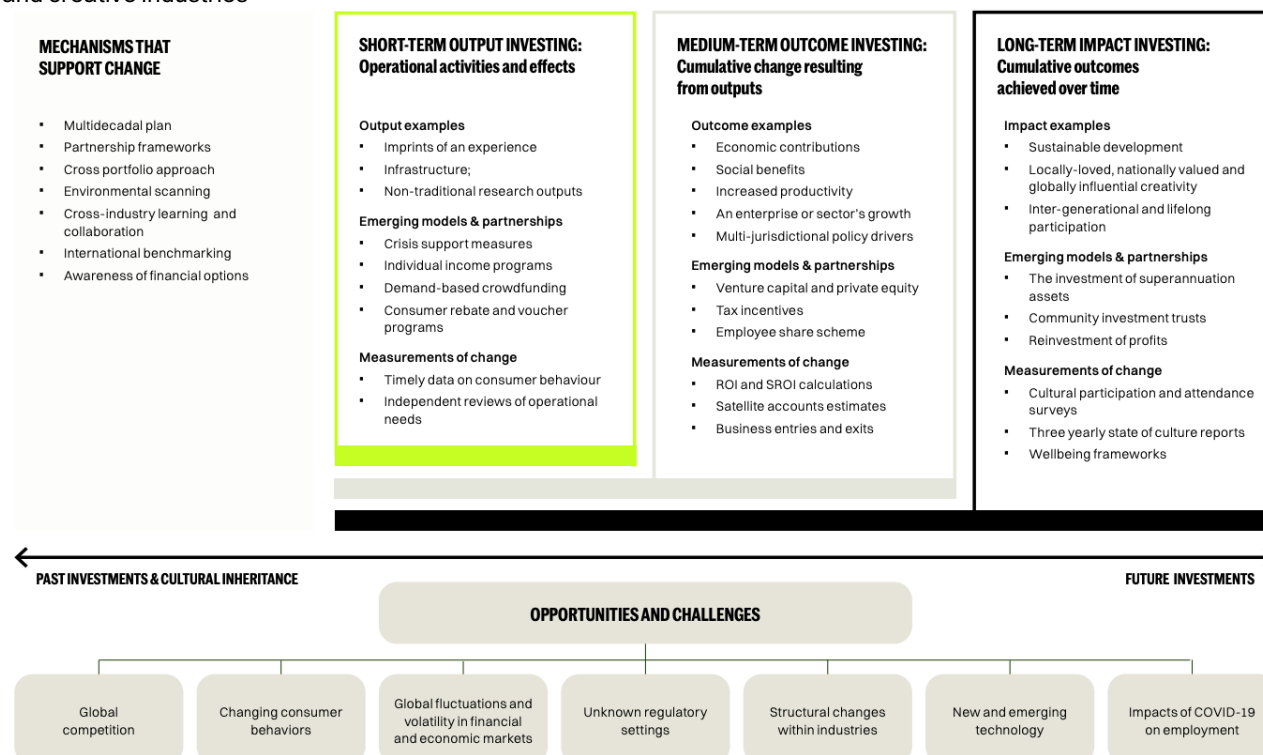 and creative industries
MECHANISMS THAT
SUPPORT CHANGE
Multidecadal plan
Partnership frameworks
Cross portfolio approach
Environmental scanning
Cross-industry learning and
collaboration
International benchmarking
Awareness of financial options
SHORT-TERM OUTPUT INVESTING:
Operational activities and effects
Output examples
Imprints of an experience
Infrastructure;
Non-traditional research outputs
Emerging models & partnerships
Crisis support measures
Individual income programs
Demand-based crowdfunding
Consumer rebate and voucher
programs
Measurements of change
Timely data on consumer behaviour
Independent reviews of operational
needs
MEDIUM-TERM OUTCOME INVESTING:
Cumulative change resulting
from outputs
Outcome examples
Economic contributions
Social benefits
Increased productivity
An enterprise or sector's growth
Multi-jurisdictional policy drivers
Emerging models & partnerships
Venture capital and private equity
Tax incentives
Employee share scheme
Measurements of change
ROI and SROI calculations
Satellite accounts estimates
Business entries and exits
LONG-TERM IMPACT INVESTING:
Cumulative outcomes
achieved over time
Impact examples
Sustainable development
Locally-loved, nationally valued and
globally influential creativity
Inter-generational and lifelong
participation
Emerging models & partnerships
The investment of superannuation
assets
Community investment trusts
Reinvestment of profits
Measurements of change
Cultural participation and attendance
surveys
Three yearly state of culture reports
Wellbeing frameworks
PAST INVESTMENTS & CULTURAL INHERITANCE
FUTURE INVESTMENTS
OPPORTUNITIES AND CHALLENGES
Global
competition
Changing consumer
behaviors
Global fluctuations and
volatility in financial
and economic markets
Unknown regulatory
settings
Structural changes
within industries
New and emerging
technology
Impacts of COVID-19
on employment